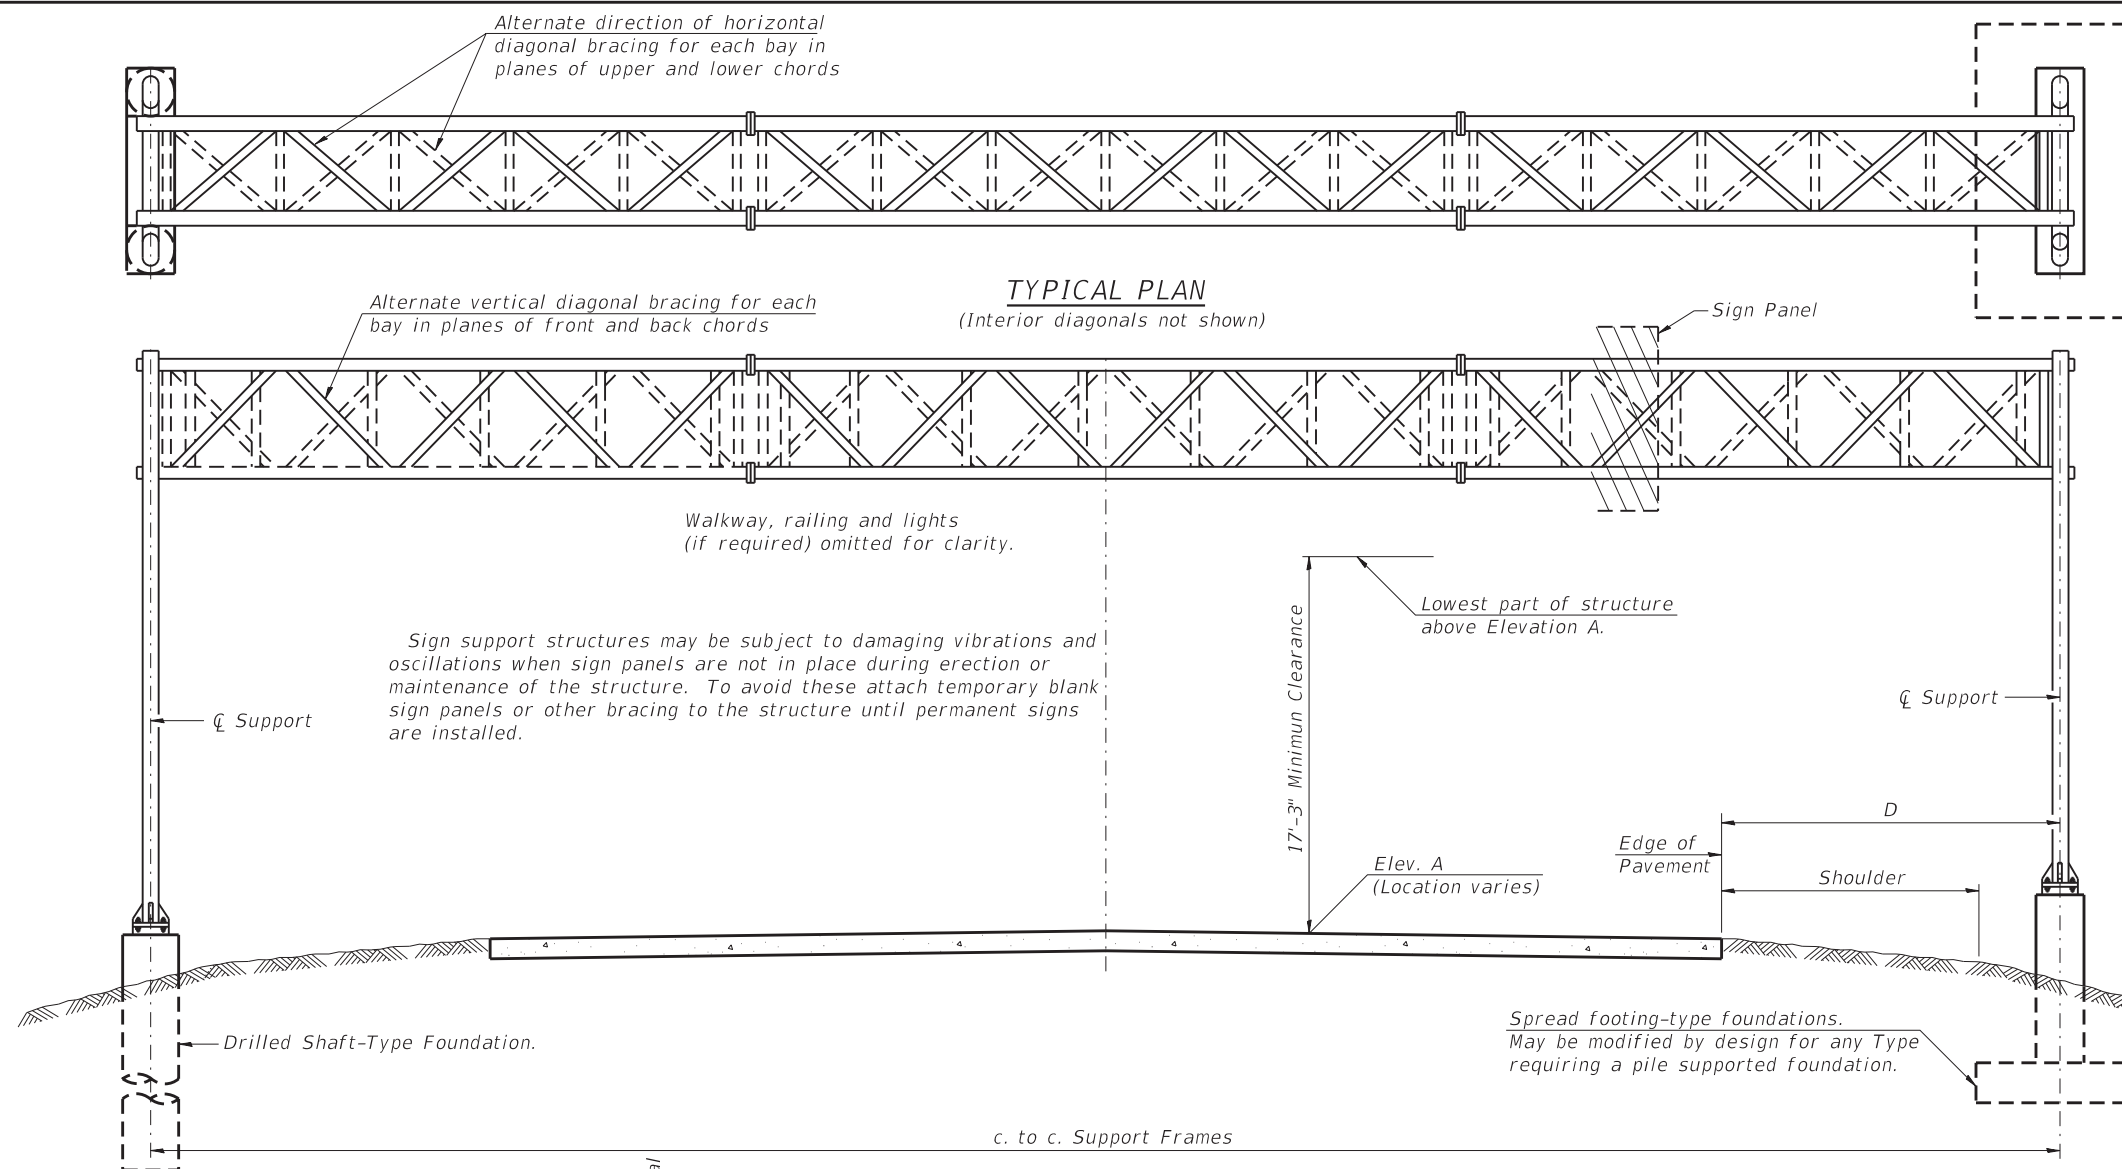 Alternate direction of horizontal
diagonal bracing for each bay in
planes of upper and lower chords
TYPICAL PLAN
(Interior diagonals not shown)
Alternate vertical diagonal bracing for each
bay in planes of front and back chords
Sign Panel
Walkway, railing and lights
(if required) omitted for clarity.
Lowest part of structure
above Elevation A.
Sign support structures may be subject to damaging vibrations and
oscillations when sign panels are not in place during erection or
maintenance of the structure. To avoid these attach temporary blank
sign panels or other bracing to the structure until permanent signs
are installed.
17'-3" Minimun Clearance
℄ Support
℄ Support
D
Edge of
Pavement
Shoulder
Elev. A
(Location varies)
Drilled Shaft-Type Foundation.
Spread footing-type foundations.
May be modified by design for any Type
requiring a pile supported foundation.
c. to c. Support Frames